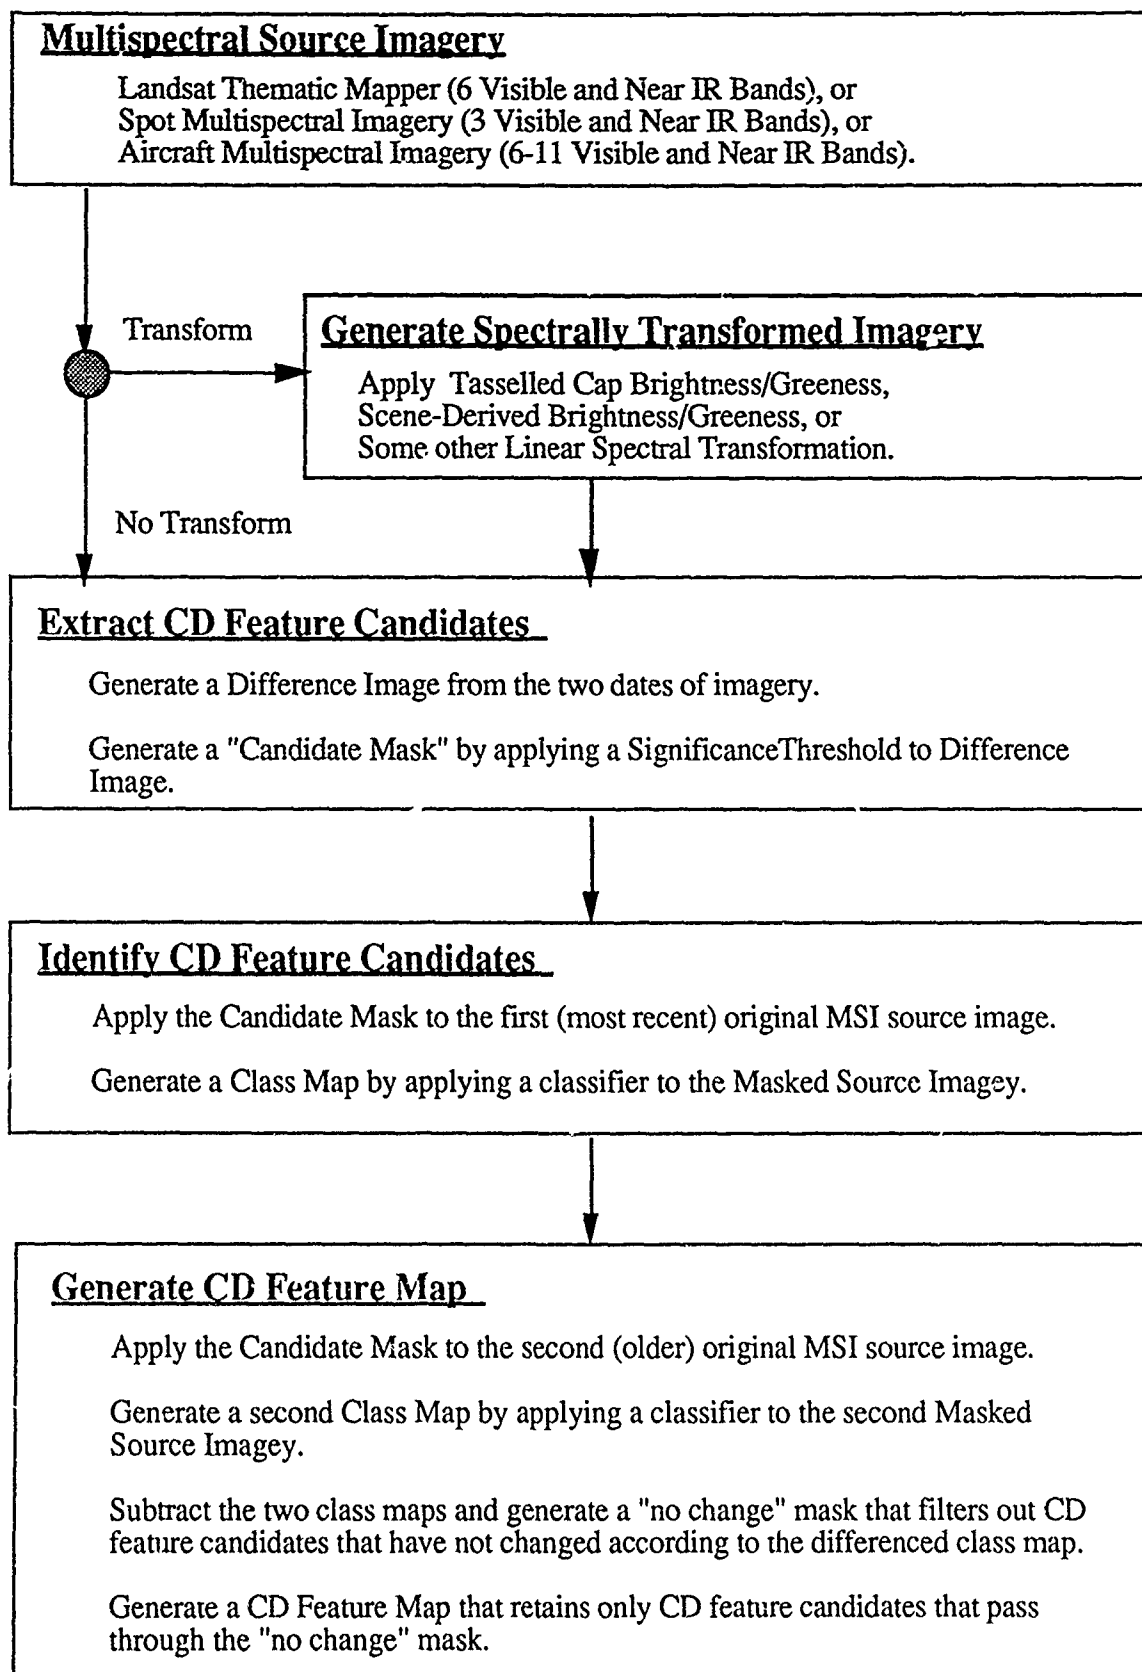 Multispectral Source Imagery
Landsat Thematic Mapper (6 Visible and Near IR Bands), or
Spot Multispectral Imagery (3 Visible and Near IR Bands), or
Aircraft Multispectral Imagery (6-11 Visible and Near IR Bands).
Transform
Generate Spectrally Transformed Imagery
Apply Tasselled Cap Brightness/Greeness,
Scene-Derived Brightness/Greeness, or
Some other Linear Spectral Transformation.
No Transform
Extract CD Feature Candidates
Generate a Difference Image from the two dates of imagery.
Generate a "Candidate Mask" by applying a SignificanceThreshold to Difference
Image.
Identify CD Feature Candidates
Apply the Candidate Mask to the first (most recent) original MSI source image.
Generate a Class Map by applying a classifier to the Masked Source Imagey.
Generate CD Feature Map
Apply the Candidate Mask to the second (older) original MSI source image.
Generate a second Class Map by applying a classifier to the second Masked
Source Imagey.
Subtract the two class maps and generate a "no change" mask that filters out CD
feature candidates that have not changed according to the differenced class map.
Generate a CD Feature Map that retains only CD feature candidates that pass
through the "no change" mask.